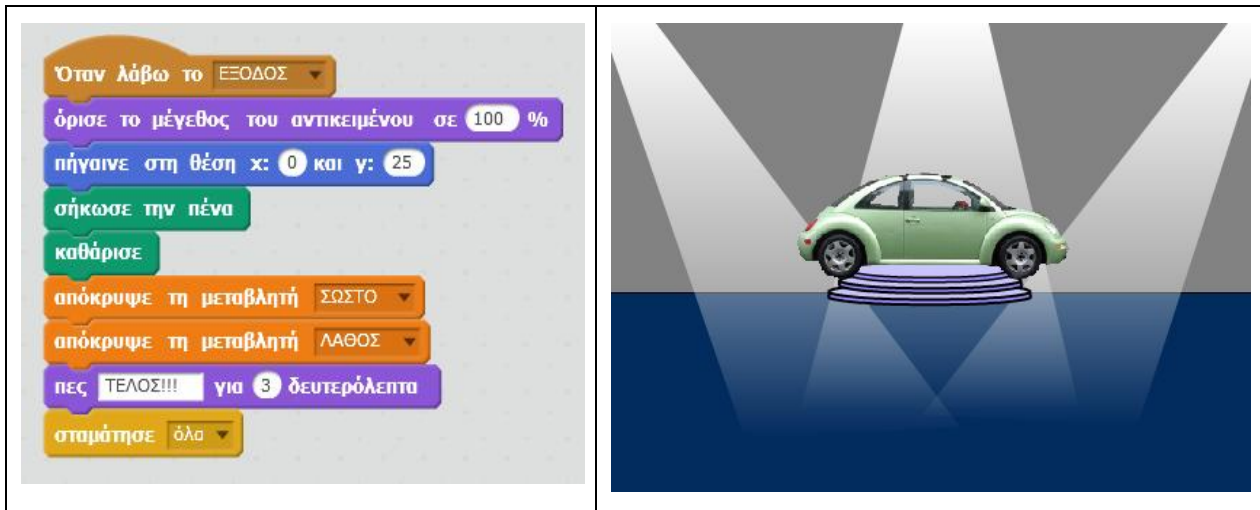 Όταν λάβω το ΕΞΟΔΟΣ
όρισε το μέγεθος του αντικειμένου σε 100 %
πήγαινε στη θέση x: 0 και y: 25
σήκωσε την πένα
καθάρισε
απόκρυψε τη μεταβλητή ΣΩΣΤΟ
απόκρυψε τη μεταβλητή ΛΑΘΟΣ
πες ΤΕΛΟΣ!!! για 3 δευτερόλεπτα
σταμάτησε όλα